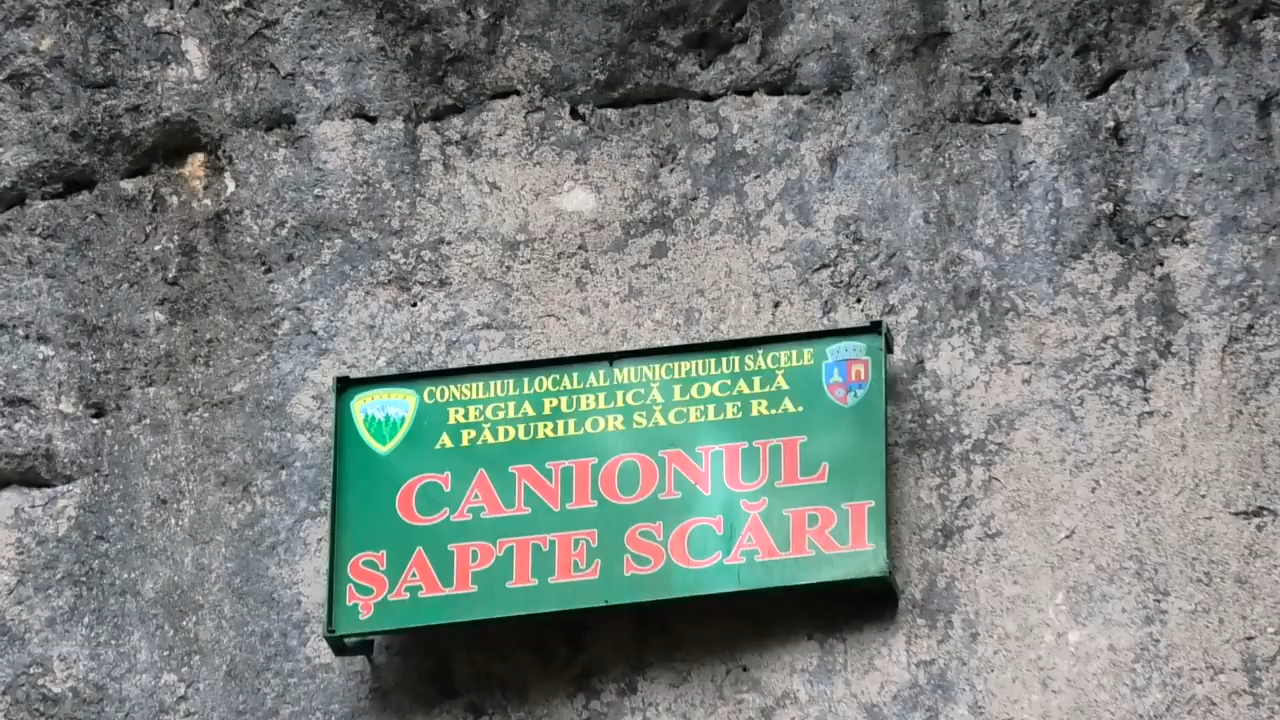 CONSILIUL LOCAL AL MUNICIPIULUI SĂCELE
REGIA PUBLICĂ LOCALĂ
A PĂDURILOR SĂCELE R.A.
CANIONUL
ȘAPTE SCĂRI